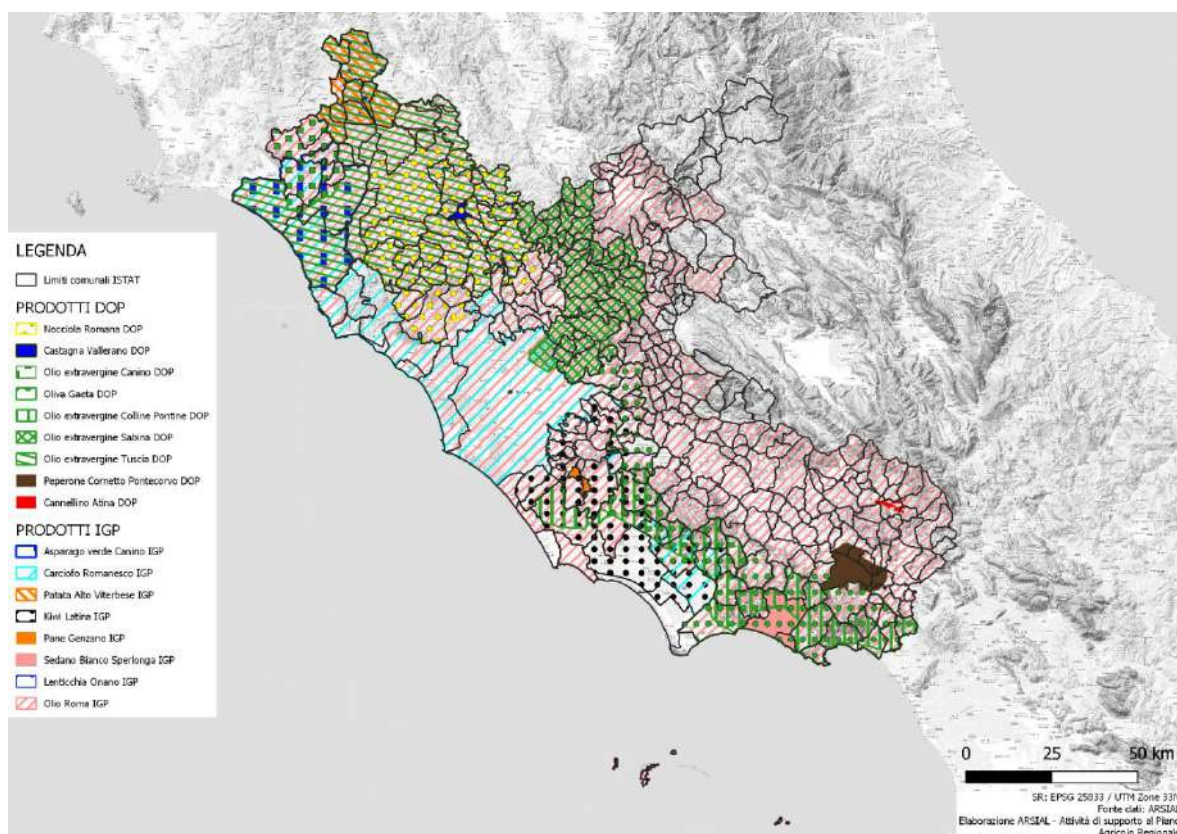 LEGENDA
Limiti comunali ISTAT
PRODOTTI DOP
Nocciola Romana DOP
Castagna Vallerano DOP
Olio extravergine Canino DOP
Oliva Gaeta DOP
Olio extravergine Colline Pontine DOP
Olio extravergine Sabina DOP
Olio extravergine Tuscia DOP
Peperone Cornetto Pontecorvo DOP
Cannellino Atina DOP
PRODOTTI IGP
Asparago verde Canino IGP
Carciofo Romanesco IGP
Patata Alto Viterbese IGP
Kiwi Latina IGP
Pane Genzano IGP
Sedano Bianco Sperlonga IGP
Lenticchia Onano IGP
Olio Roma IGP
0 25 50 km
SR: EPSG 25833 / UTM Zone 33N
Fonte dati: ARSIAL
Elaborazione ARSIAL - Attività di supporto al Piano
Agricolo Regionale